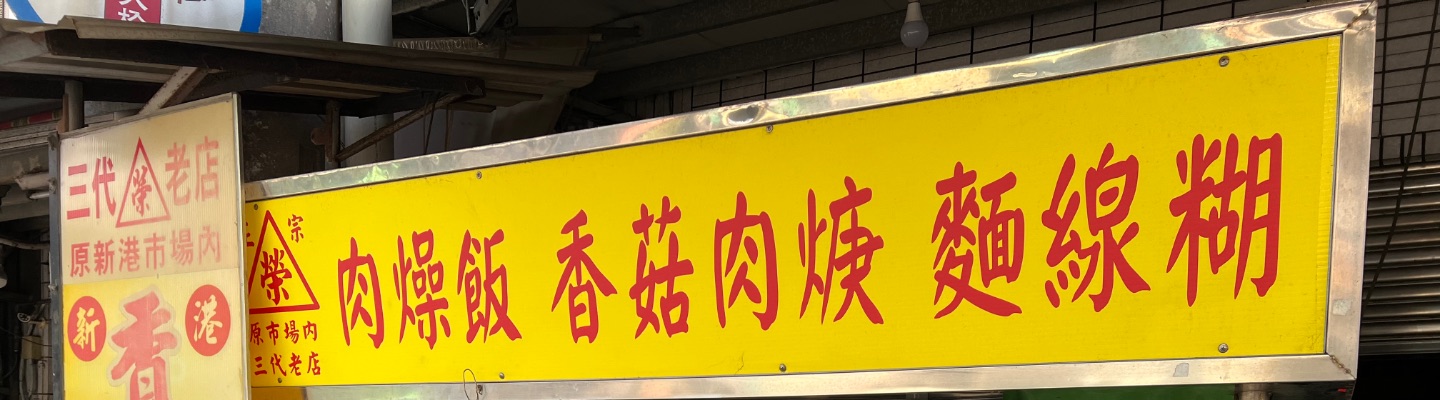 三代榮老店
原新港市場內
新香港
宗
榮
原市場內
三代老店
肉燥飯 香菇肉焿 麵線糊